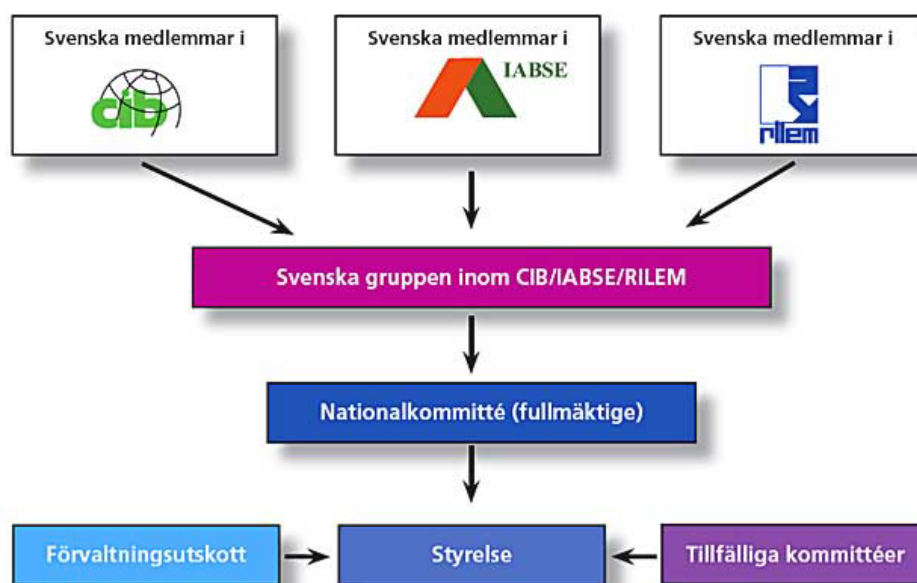 Svenska medlemmar i
cib
Svenska medlemmar i
IABSE
Svenska medlemmar i
rilem
Svenska gruppen inom CIB/IABSE/RILEM
Nationalkommitté (fullmäktige)
Förvaltningsutskott
Styrelse
Tillfälliga kommittéer